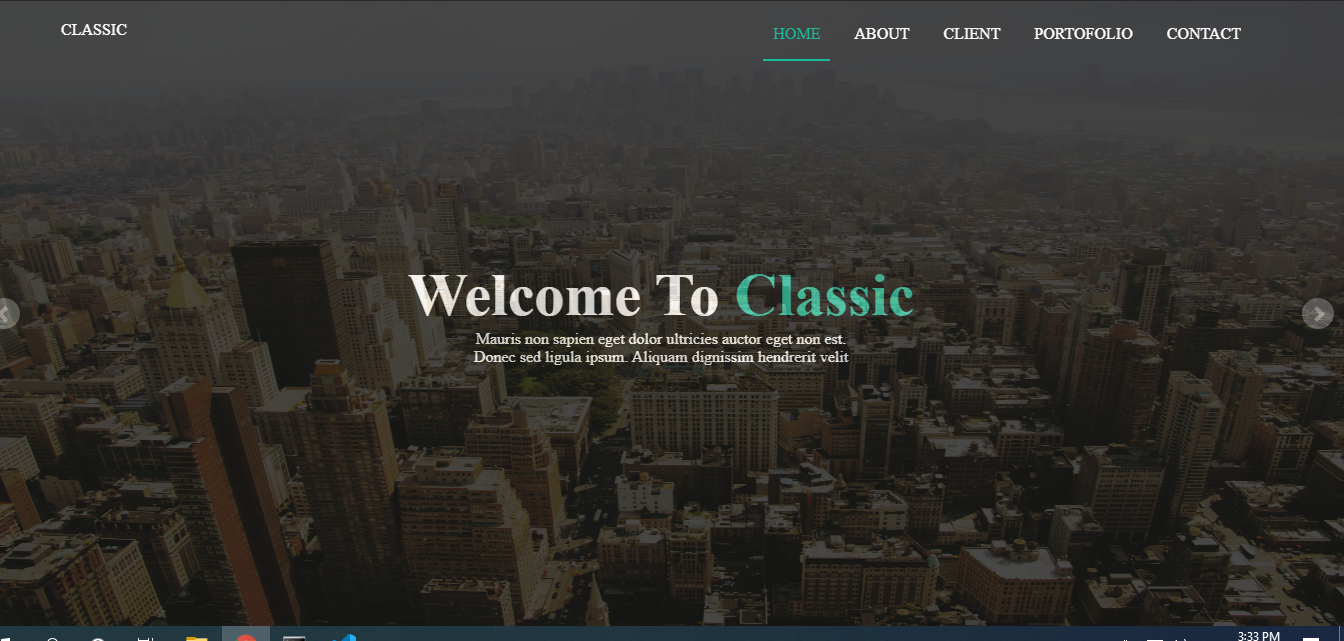 CLASSIC
HOME ABOUT CLIENT PORTOFOLIO CONTACT
Welcome To Classic
Mauris non sapien eget dolor ultricies auctor eget non est.
Donec sed ligula ipsum. Aliquam dignissim hendrerit velit
3:33 PM